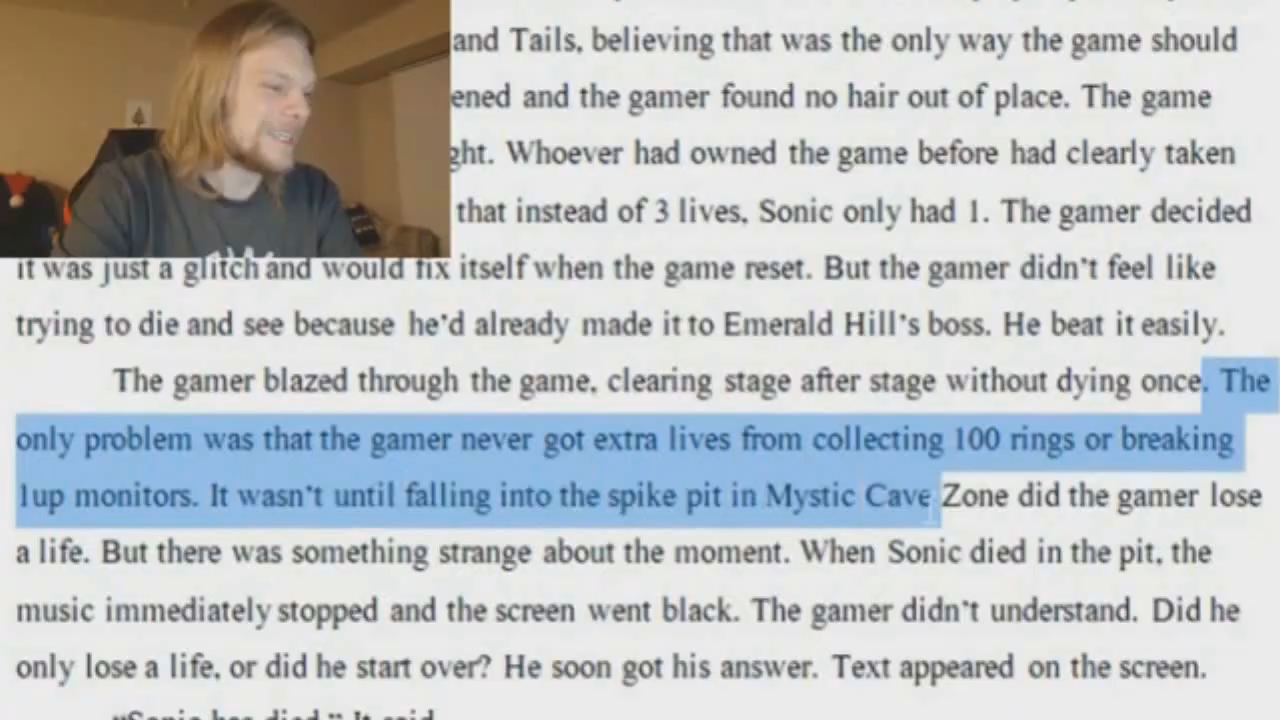 and Tails, believing that was the only way the game should
ened and the gamer found no hair out of place. The game
ght. Whoever had owned the game before had clearly taken
that instead of 3 lives, Sonic only had 1. The gamer decided
it was just a glitch and would fix itself when the game reset. But the gamer didn't feel like
trying to die and see because he'd already made it to Emerald Hill's boss. He beat it easily.
The gamer blazed through the game, clearing stage after stage without dying once. The
only problem was that the gamer never got extra lives from collecting 100 rings or breaking
1up monitors. It wasn't until falling into the spike pit in Mystic Cave Zone did the gamer lose
a life. But there was something strange about the moment. When Sonic died in the pit, the
music immediately stopped and the screen went black. The gamer didn't understand. Did he
only lose a life, or did he start over? He soon got his answer. Text appeared on the screen.
"Sonic has died." It said